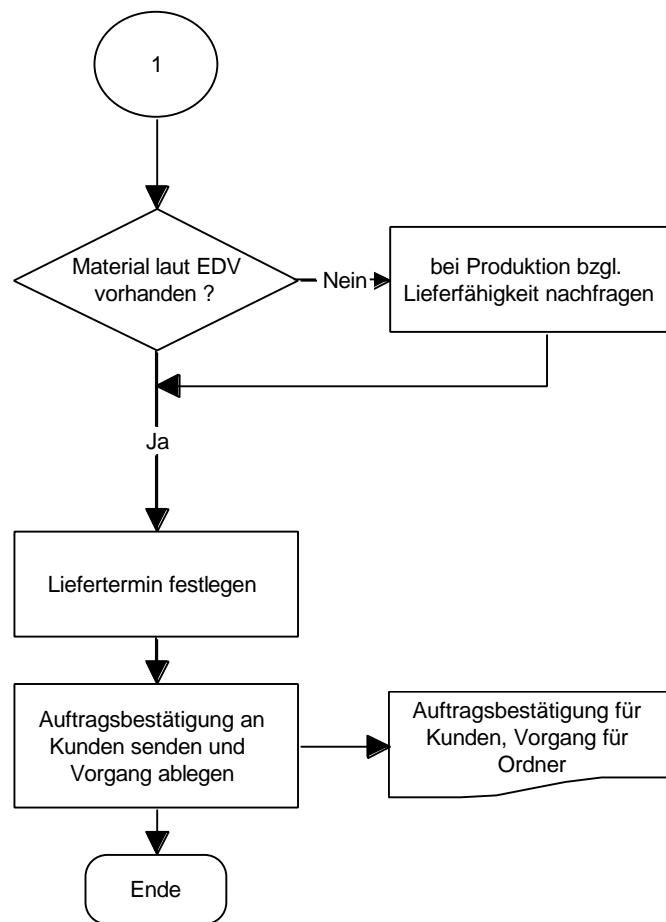 1
Material laut EDV
vorhanden ?
Nein
bei Produktion bzgl.
Lieferfähigkeit nachfragen
Ja
Liefertermin festlegen
Auftragsbestätigung an
Kunden senden und
Vorgang ablegen
Auftragsbestätigung für
Kunden, Vorgang für
Ordner
Ende